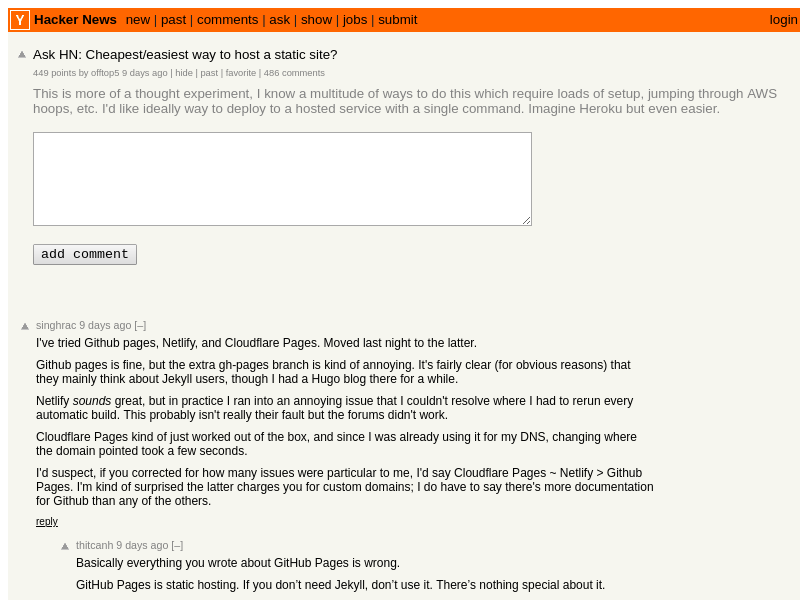 Y Hacker News new | past | comments | ask | show | jobs | submit login
Ask HN: Cheapest/easiest way to host a static site?
449 points by offtop5 9 days ago | hide | past | favorite | 486 comments
This is more of a thought experiment, I know a multitude of ways to do this which require loads of setup, jumping through AWS
hoops, etc. I'd like ideally way to deploy to a hosted service with a single command. Imagine Heroku but even easier.
add comment
singhrac 9 days ago [–]
I've tried Github pages, Netlify, and Cloudflare Pages. Moved last night to the latter.
Github pages is fine, but the extra gh-pages branch is kind of annoying. It's fairly clear (for obvious reasons) that
they mainly think about Jekyll users, though I had a Hugo blog there for a while.
Netlify sounds great, but in practice I ran into an annoying issue that I couldn't resolve where I had to rerun every
automatic build. This probably isn't really their fault but the forums didn't work.
Cloudflare Pages kind of just worked out of the box, and since I was already using it for my DNS, changing where
the domain pointed took a few seconds.
I'd suspect, if you corrected for how many issues were particular to me, I'd say Cloudflare Pages ~ Netlify > Github
Pages. I'm kind of surprised the latter charges you for custom domains; I do have to say there's more documentation
for Github than any of the others.
reply
thitcanh 9 days ago [–]
Basically everything you wrote about GitHub Pages is wrong.
GitHub Pages is static hosting. If you don’t need Jekyll, don’t use it. There’s nothing special about it.